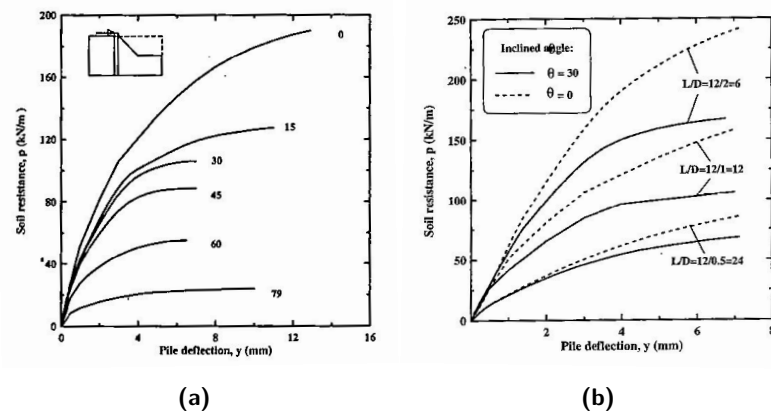 (a)
200
160
120
80
40
0
Soil resistance, p (kN/m)
0
15
30
45
60
79
0
4
8
12
16
Pile deflection, y (mm)
(a)
(b)
250
200
150
100
50
0
Soil resistance, p (kN/m)
Inclined angle:
θ
θ = 30
θ = 0
L/D=12/2=6
L/D=12/1=12
L/D=12/0.5=24
2
4
6
8
Pile deflection, y (mm)
(b)